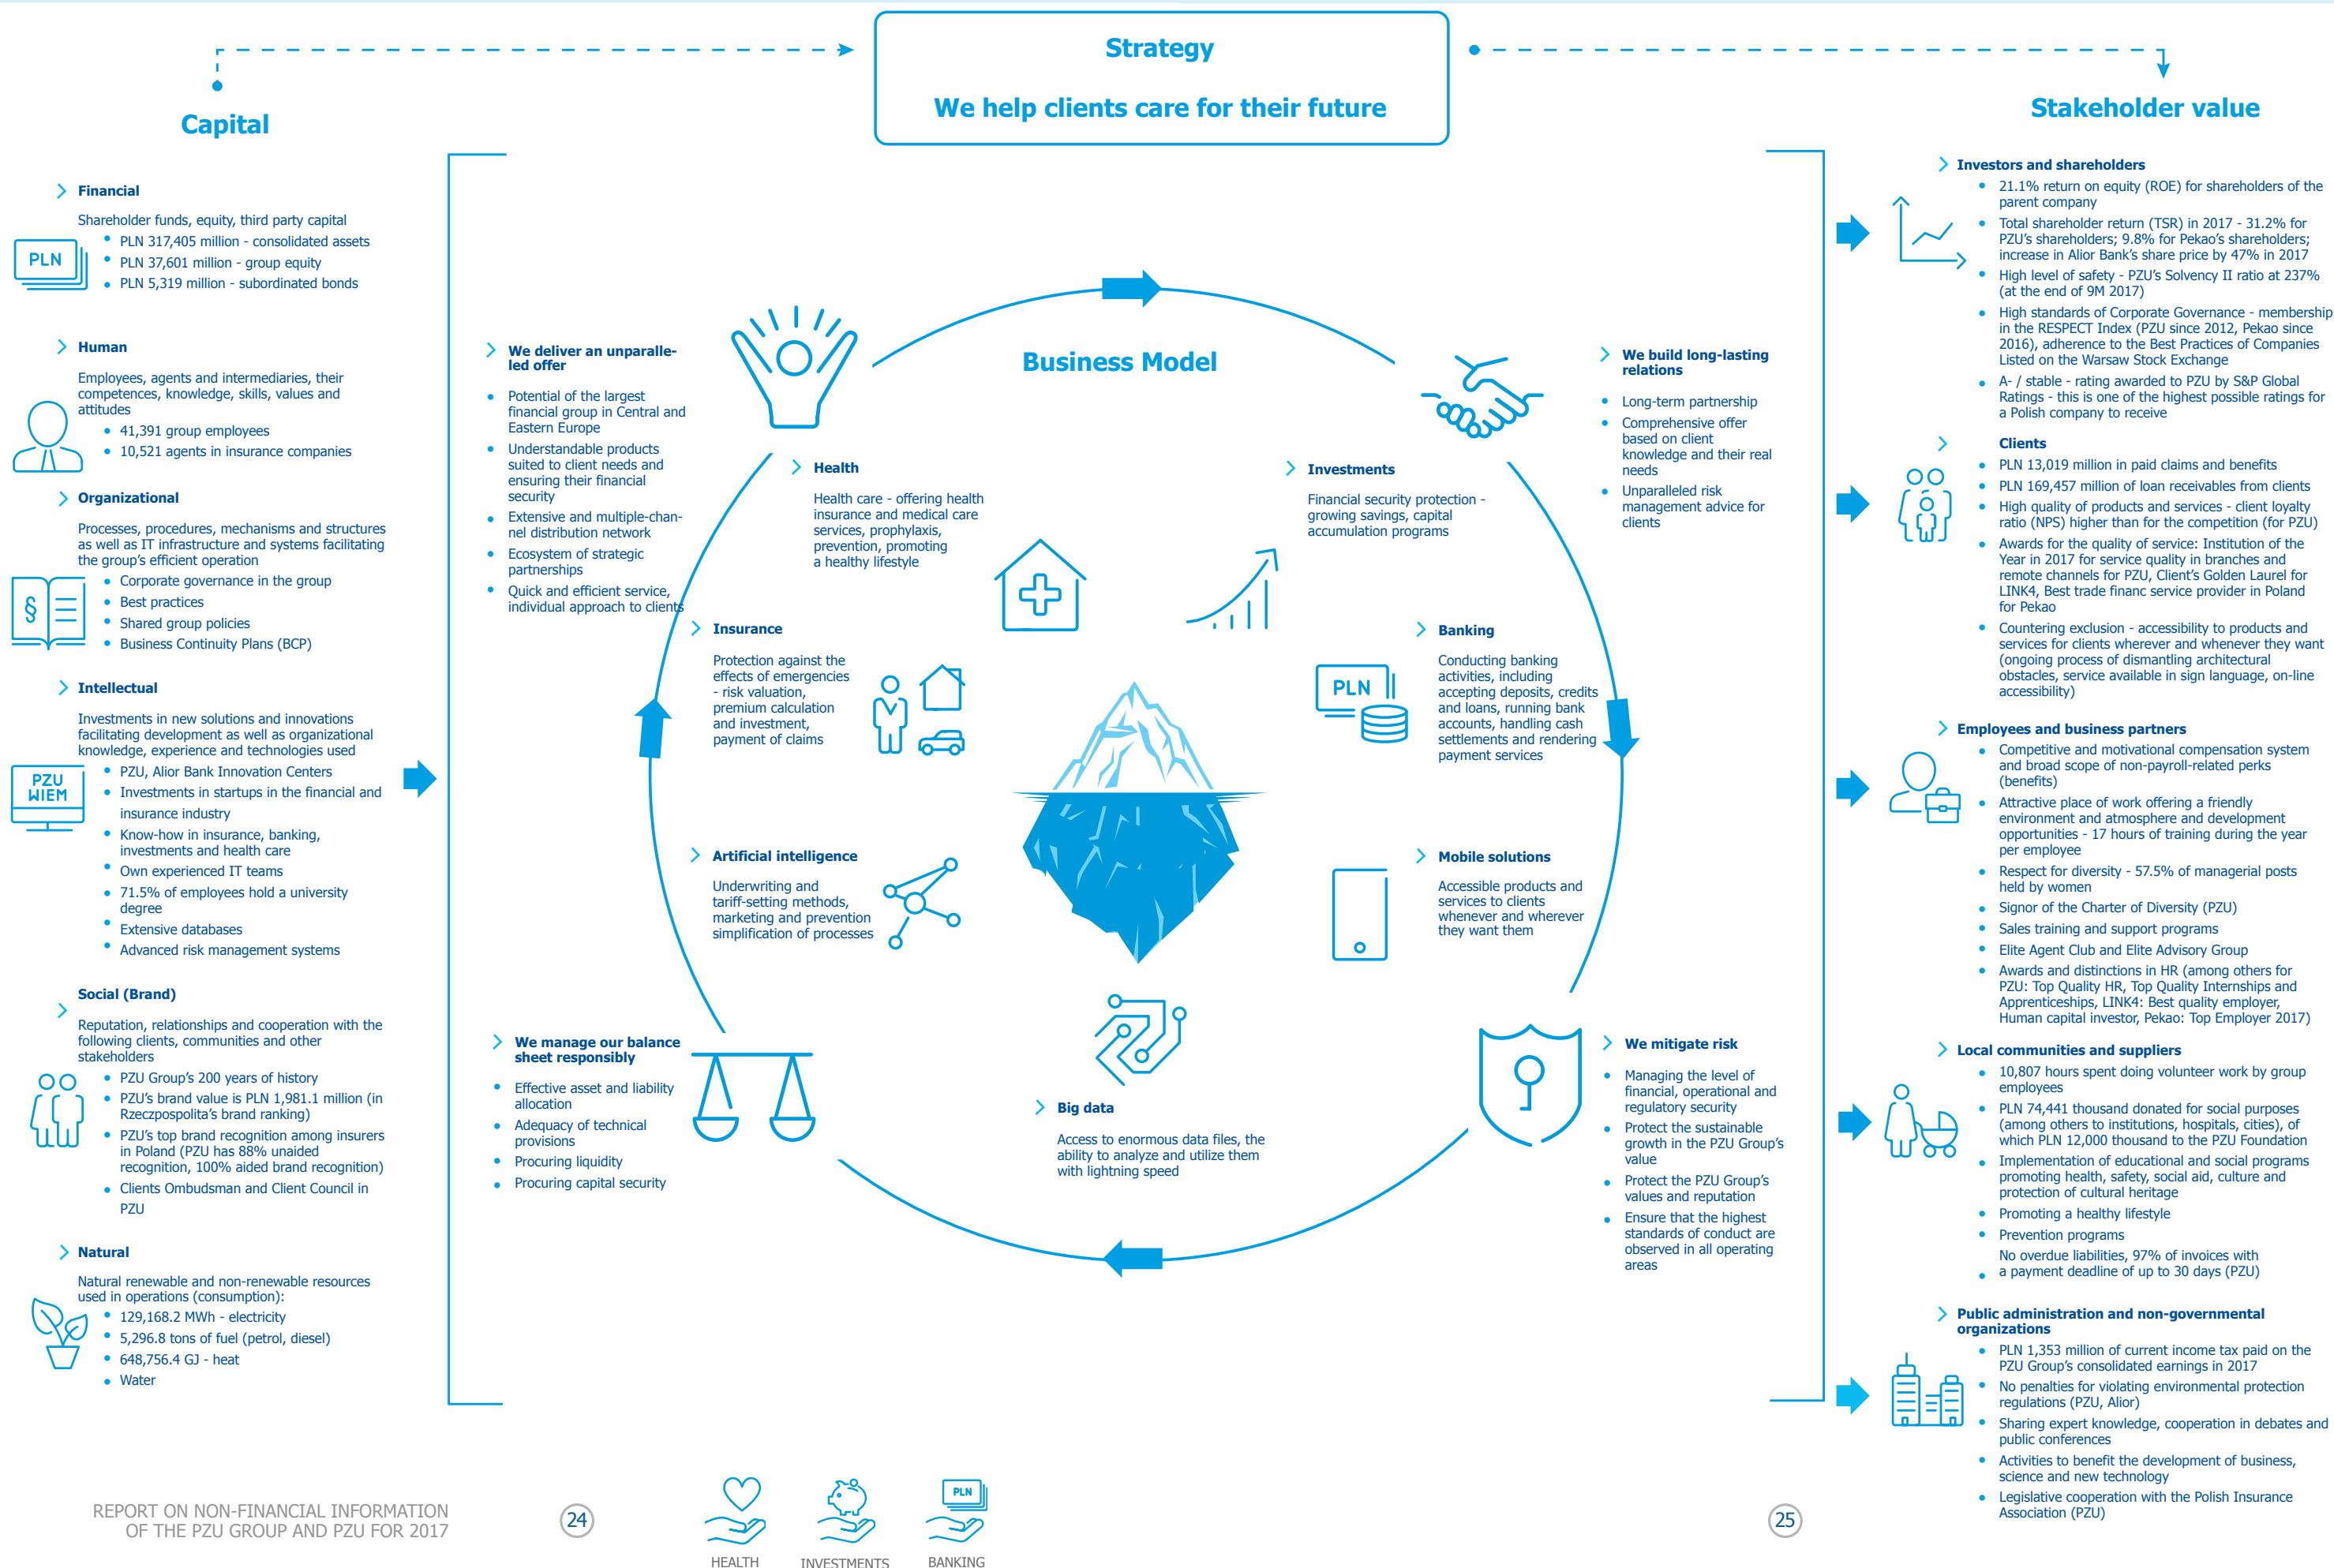 Strategy
We help clients care for their future
Capital
Financial
Shareholder funds, equity, third party capital
PLN
• PLN 317,405 million - consolidated assets
• PLN 37,601 million - group equity
• PLN 5,319 million - subordinated bonds
Human
Employees, agents and intermediaries, their
competences, knowledge, skills, values and
attitudes
• 41,391 group employees
• 10,521 agents in insurance companies
Organizational
Processes, procedures, mechanisms and structures
as well as IT infrastructure and systems facilitating
the group's efficient operation
§
• Corporate governance in the group
• Best practices
• Shared group policies
• Business Continuity Plans (BCP)
Intellectual
Investments in new solutions and innovations
facilitating development as well as organizational
knowledge, experience and technologies used
PZU
WIEM
• PZU, Alior Bank Innovation Centers
• Investments in startups in the financial and
insurance industry
• Know-how in insurance, banking,
investments and health care
• Own experienced IT teams
• 71.5% of employees hold a university
degree
• Extensive databases
• Advanced risk management systems
Social (Brand)
Reputation, relationships and cooperation with the
following clients, communities and other
stakeholders
• PZU Group's 200 years of history
• PZU's brand value is PLN 1,981.1 million (in
Rzeczpospolita's brand ranking)
• PZU's top brand recognition among insurers
in Poland (PZU has 88% unaided
recognition, 100% aided brand recognition)
• Clients Ombudsman and Client Council in
PZU
Natural
Natural renewable and non-renewable resources
used in operations (consumption):
• 129,168.2 MWh - electricity
• 5,296.8 tons of fuel (petrol, diesel)
• 648,756.4 GJ - heat
• Water
Business Model
We deliver an unparalle-
led offer
• Potential of the largest
financial group in Central and
Eastern Europe
• Understandable products
suited to client needs and
ensuring their financial
security
• Extensive and multiple-chan-
nel distribution network
• Ecosystem of strategic
partnerships
• Quick and efficient service,
individual approach to clients
We build long-lasting
relations
• Long-term partnership
• Comprehensive offer
based on client
knowledge and their real
needs
• Unparalleled risk
management advice for
clients
Health
Health care - offering health
insurance and medical care
services, prophylaxis,
prevention, promoting
a healthy lifestyle
Investments
Financial security protection -
growing savings, capital
accumulation programs
Insurance
Protection against the
effects of emergencies
- risk valuation,
premium calculation
and investment,
payment of claims
Banking
Conducting banking
activities, including
accepting deposits, credits
and loans, running bank
accounts, handling cash
settlements and rendering
payment services
PLN
Artificial intelligence
Underwriting and
tariff-setting methods,
marketing and prevention
simplification of processes
Mobile solutions
Accessible products and
services to clients
whenever and wherever
they want them
Big data
Access to enormous data files, the
ability to analyze and utilize them
with lightning speed
We manage our balance
sheet responsibly
• Effective asset and liability
allocation
• Adequacy of technical
provisions
• Procuring liquidity
• Procuring capital security
We mitigate risk
• Managing the level of
financial, operational and
regulatory security
• Protect the sustainable
growth in the PZU Group's
value
• Protect the PZU Group's
values and reputation
• Ensure that the highest
standards of conduct are
observed in all operating
areas
Stakeholder value
Investors and shareholders
• 21.1% return on equity (ROE) for shareholders of the
parent company
• Total shareholder return (TSR) in 2017 - 31.2% for
PZU's shareholders; 9.8% for Pekao's shareholders;
increase in Alior Bank's share price by 47% in 2017
• High level of safety - PZU's Solvency II ratio at 237%
(at the end of 9M 2017)
• High standards of Corporate Governance - membership
in the RESPECT Index (PZU since 2012, Pekao since
2016), adherence to the Best Practices of Companies
Listed on the Warsaw Stock Exchange
• A- / stable - rating awarded to PZU by S&P Global
Ratings - this is one of the highest possible ratings for
a Polish company to receive
Clients
• PLN 13,019 million in paid claims and benefits
• PLN 169,457 million of loan receivables from clients
• High quality of products and services - client loyalty
ratio (NPS) higher than for the competition (for PZU)
• Awards for the quality of service: Institution of the
Year in 2017 for service quality in branches and
remote channels for PZU, Client's Golden Laurel for
LINK4, Best trade financ service provider in Poland
for Pekao
• Countering exclusion - accessibility to products and
services for clients wherever and whenever they want
(ongoing process of dismantling architectural
obstacles, service available in sign language, on-line
accessibility)
Employees and business partners
• Competitive and motivational compensation system
and broad scope of non-payroll-related perks
(benefits)
• Attractive place of work offering a friendly
environment and atmosphere and development
opportunities - 17 hours of training during the year
per employee
• Respect for diversity - 57.5% of managerial posts
held by women
• Signor of the Charter of Diversity (PZU)
• Sales training and support programs
• Elite Agent Club and Elite Advisory Group
• Awards and distinctions in HR (among others for
PZU: Top Quality HR, Top Quality Internships and
Apprenticeships, LINK4: Best quality employer,
Human capital investor, Pekao: Top Employer 2017)
Local communities and suppliers
• 10,807 hours spent doing volunteer work by group
employees
• PLN 74,441 thousand donated for social purposes
(among others to institutions, hospitals, cities), of
which PLN 12,000 thousand to the PZU Foundation
• Implementation of educational and social programs
promoting health, safety, social aid, culture and
protection of cultural heritage
• Promoting a healthy lifestyle
• Prevention programs
No overdue liabilities, 97% of invoices with
• a payment deadline of up to 30 days (PZU)
Public administration and non-governmental
organizations
• PLN 1,353 million of current income tax paid on the
PZU Group's consolidated earnings in 2017
• No penalties for violating environmental protection
regulations (PZU, Alior)
• Sharing expert knowledge, cooperation in debates and
public conferences
• Activities to benefit the development of business,
science and new technology
• Legislative cooperation with the Polish Insurance
Association (PZU)
REPORT ON NON-FINANCIAL INFORMATION
OF THE PZU GROUP AND PZU FOR 2017
24
PLN
HEALTH INVESTMENTS BANKING
25